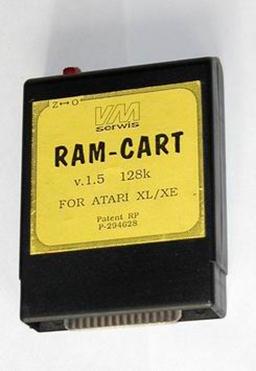 Z↔O
VM
serwis
RAM-CART
v.1.5 128k
FOR ATARI XL/XE
Patent RP
P-294628